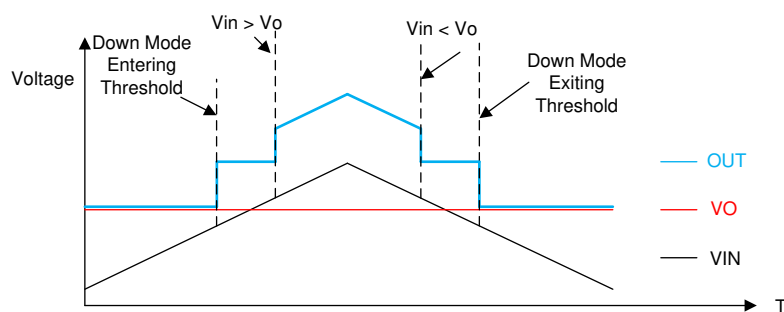 Vin > Vo
Vin < Vo
Down Mode
Entering
Threshold
Down Mode
Exiting
Threshold
Voltage
OUT
VO
VIN
T